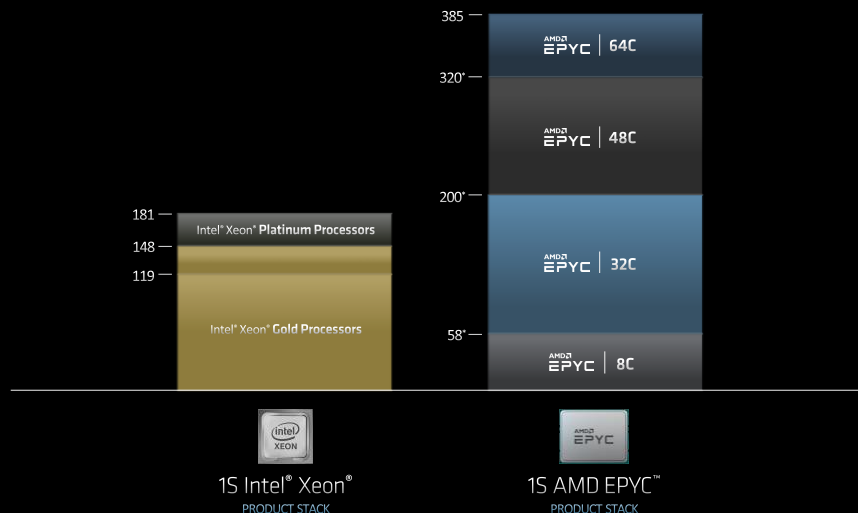 385
AMD
EPYC | 64C
320*
AMD
EPYC | 48C
200*
AMD
EPYC | 32C
58*
AMD
EPYC | 8C
181
Intel® Xeon® Platinum Processors
148
119
Intel® Xeon® Gold Processors
intel
XEON
AMD
EPYC
1S Intel® Xeon®
PRODUCT STACK
1S AMD EPYC™
PRODUCT STACK